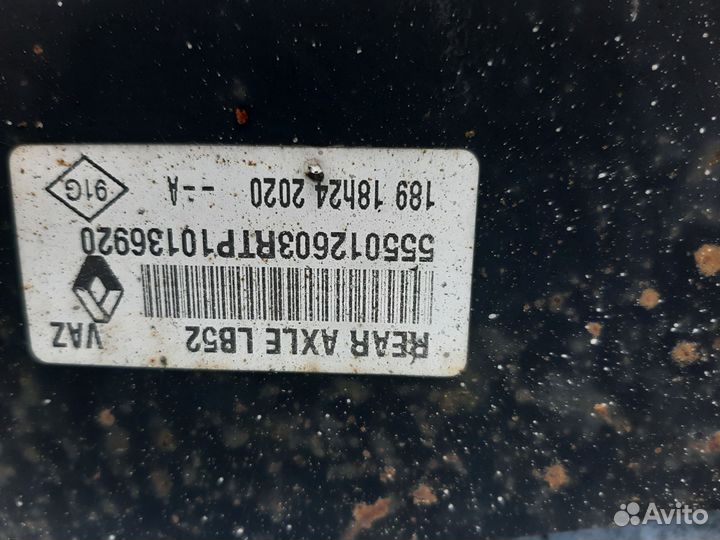 REAR AXLE LB52 VAZ
555012603RTP10136920
189 18h24 2020 --A 91G
Avito